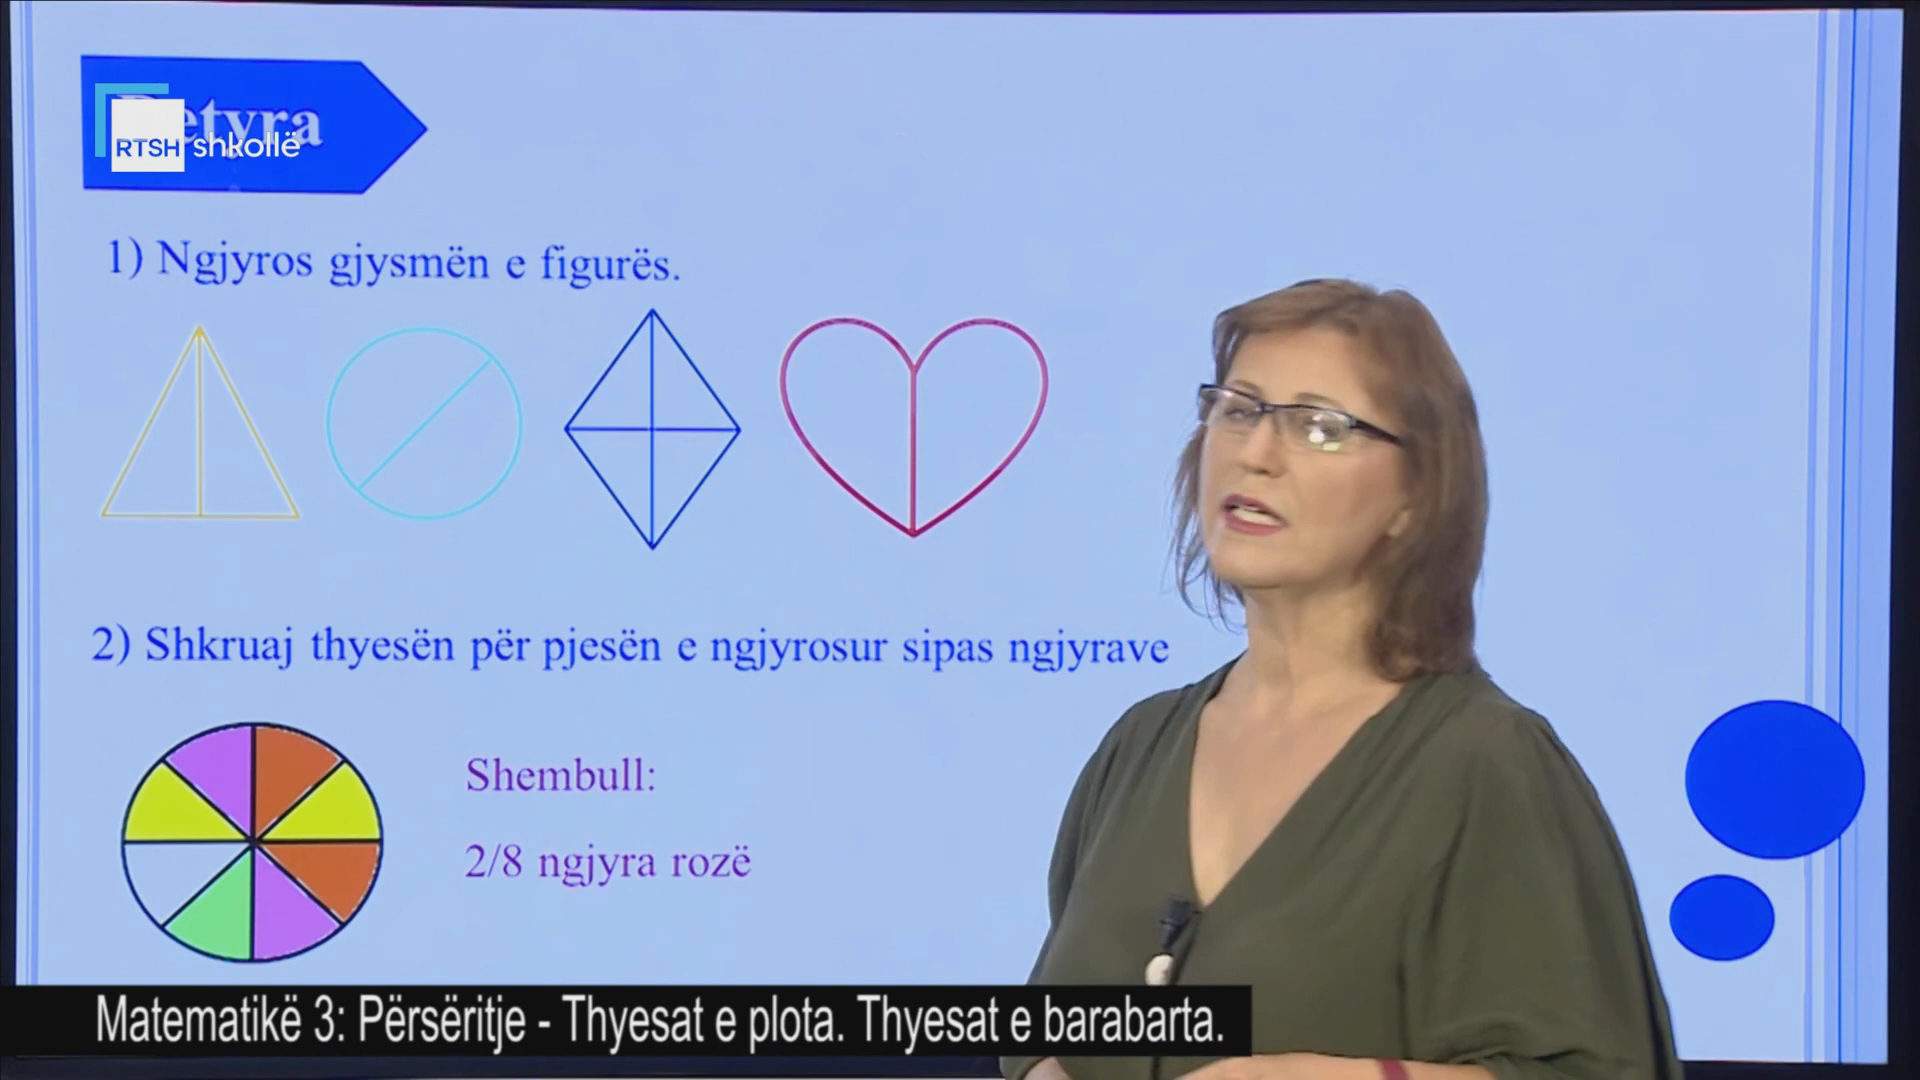 Detyra
RTSH shkollë
1) Ngjyros gjysmën e figurës.
2) Shkruaj thyesën për pjesën e ngjyrosur sipas ngjyrave
Shembull:
2/8 ngjyra rozë
Matematikë 3: Përsëritje - Thyesat e plota. Thyesat e barabarta.